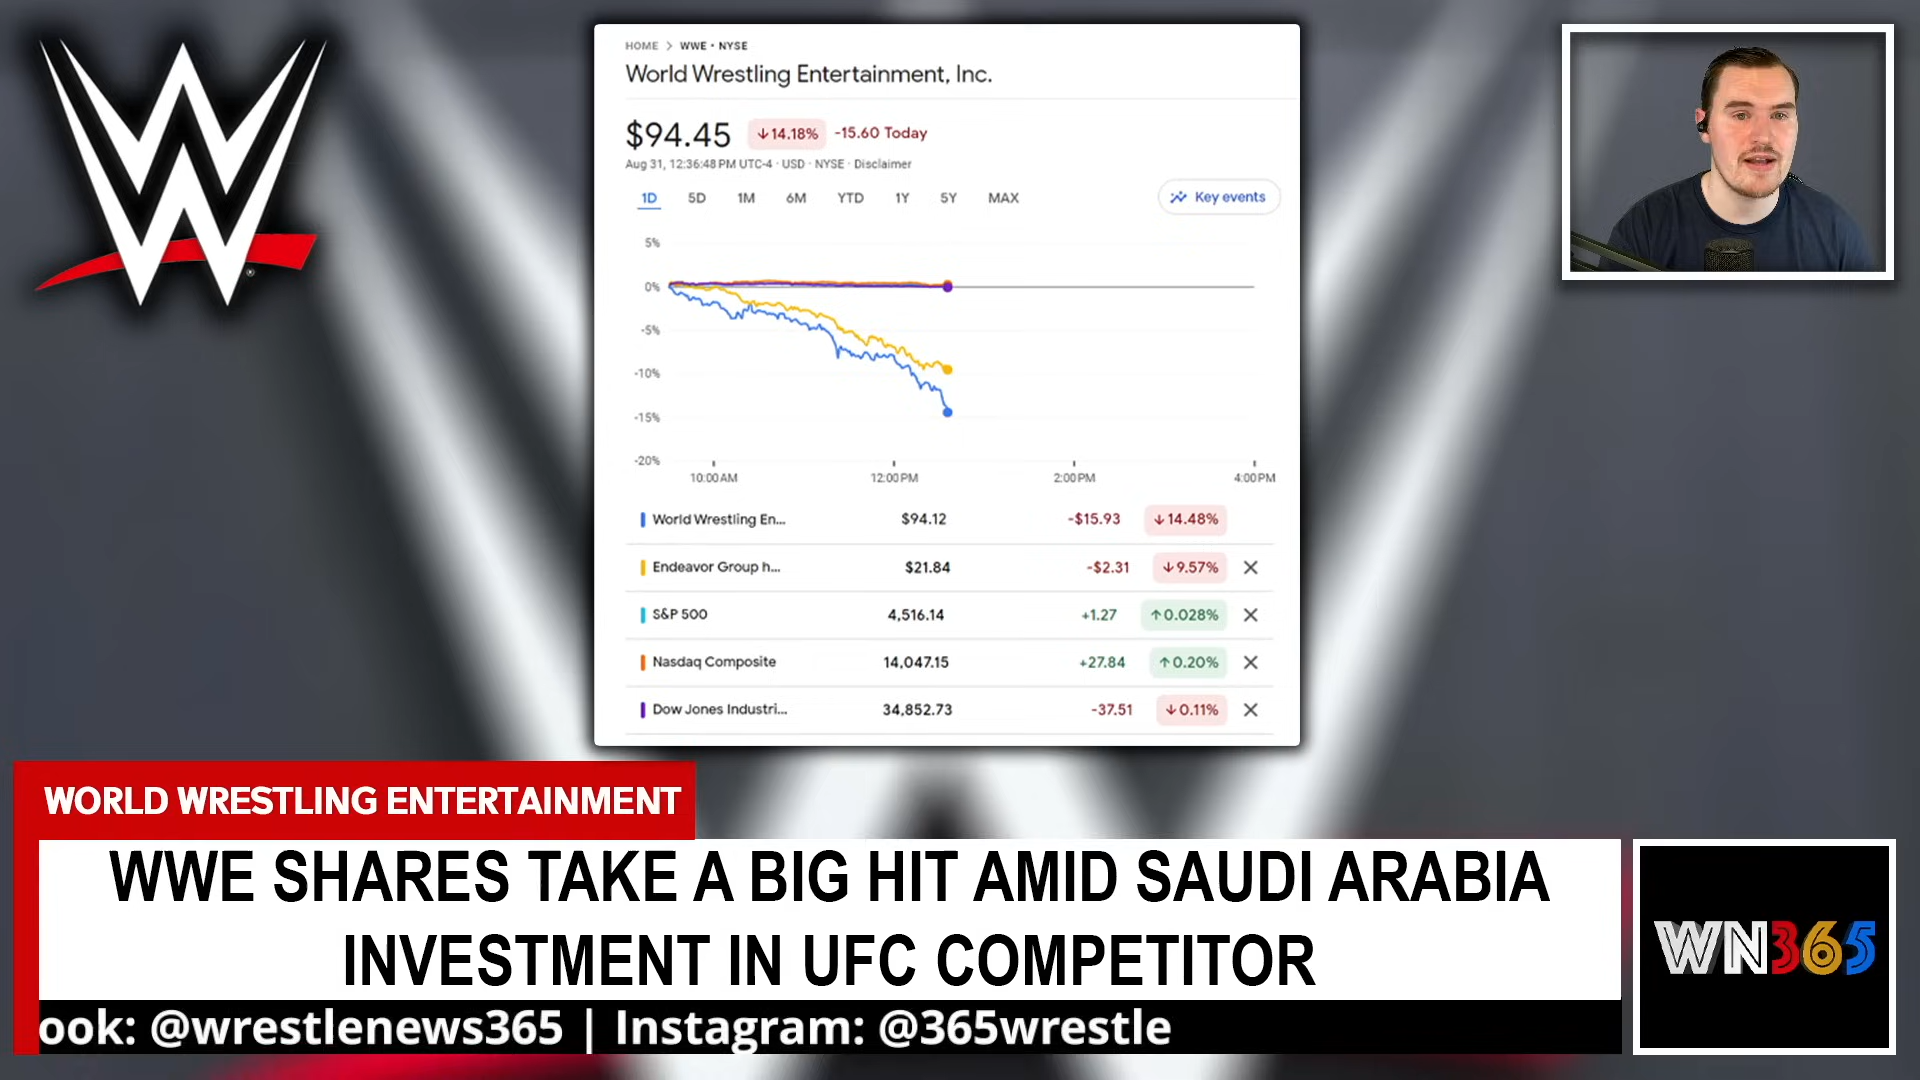 HOME > WWE • NYSE
World Wrestling Entertainment, Inc.
$94.45 ↓14.18% -15.60 Today
Aug 31, 12:36:48 PM UTC-4 · USD · NYSE · Disclaimer
1D 5D 1M 6M YTD 1Y 5Y MAX Key events
5%
0%
-5%
-10%
-15%
-20%
10:00 AM 12:00 PM 2:00 PM 4:00 PM
World Wrestling En... $94.12 -$15.93 ↓14.48%
Endeavor Group h... $21.84 -$2.31 ↓9.57%
S&P 500 4,516.14 +1.27 ↑0.028%
Nasdaq Composite 14,047.15 +27.84 ↑0.20%
Dow Jones Industri... 34,852.73 -37.51 ↓0.11%
WORLD WRESTLING ENTERTAINMENT
WWE SHARES TAKE A BIG HIT AMID SAUDI ARABIA
INVESTMENT IN UFC COMPETITOR
WN365
ook: @wrestlenews365 | Instagram: @365wrestle